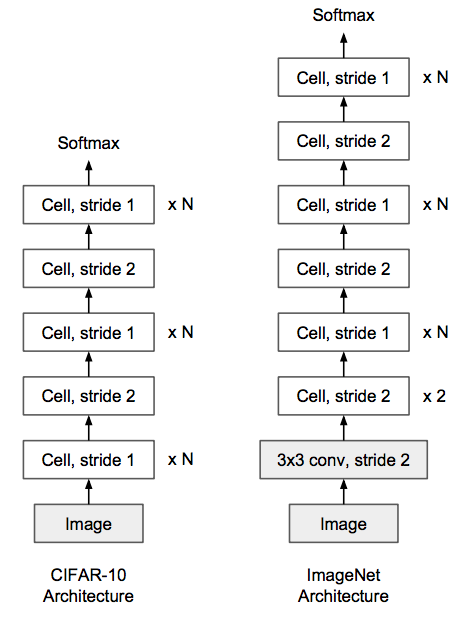 Softmax
Cell, stride 1 x N
Cell, stride 2
Cell, stride 1 x N
Cell, stride 2
Cell, stride 1 x N
Image
CIFAR-10
Architecture
Softmax
Cell, stride 1 x N
Cell, stride 2
Cell, stride 1 x N
Cell, stride 2
Cell, stride 1 x N
Cell, stride 2 x 2
3x3 conv, stride 2
Image
ImageNet
Architecture